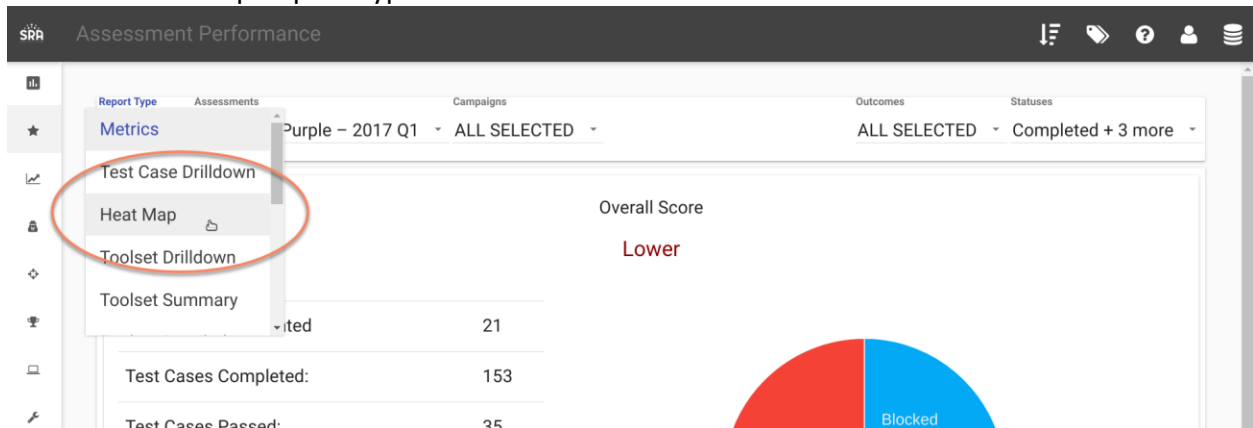 SRA Assessment Performance
Report Type Assessments Campaigns Outcomes Statuses
Metrics Purple – 2017 Q1 ALL SELECTED ALL SELECTED Completed + 3 more
Test Case Drilldown
Heat Map
Overall Score
Lower
Toolset Drilldown
Toolset Summary
21
Test Cases Completed: 153
Test Cases Passed: 35
Blocked